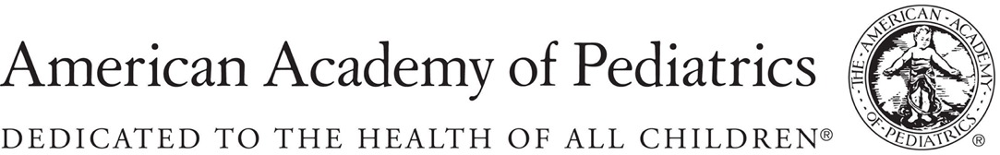 American Academy of Pediatrics
DEDICATED TO THE HEALTH OF ALL CHILDREN®
·THE·AMERICAN·ACADEMY·
OF·PEDIATRICS
®